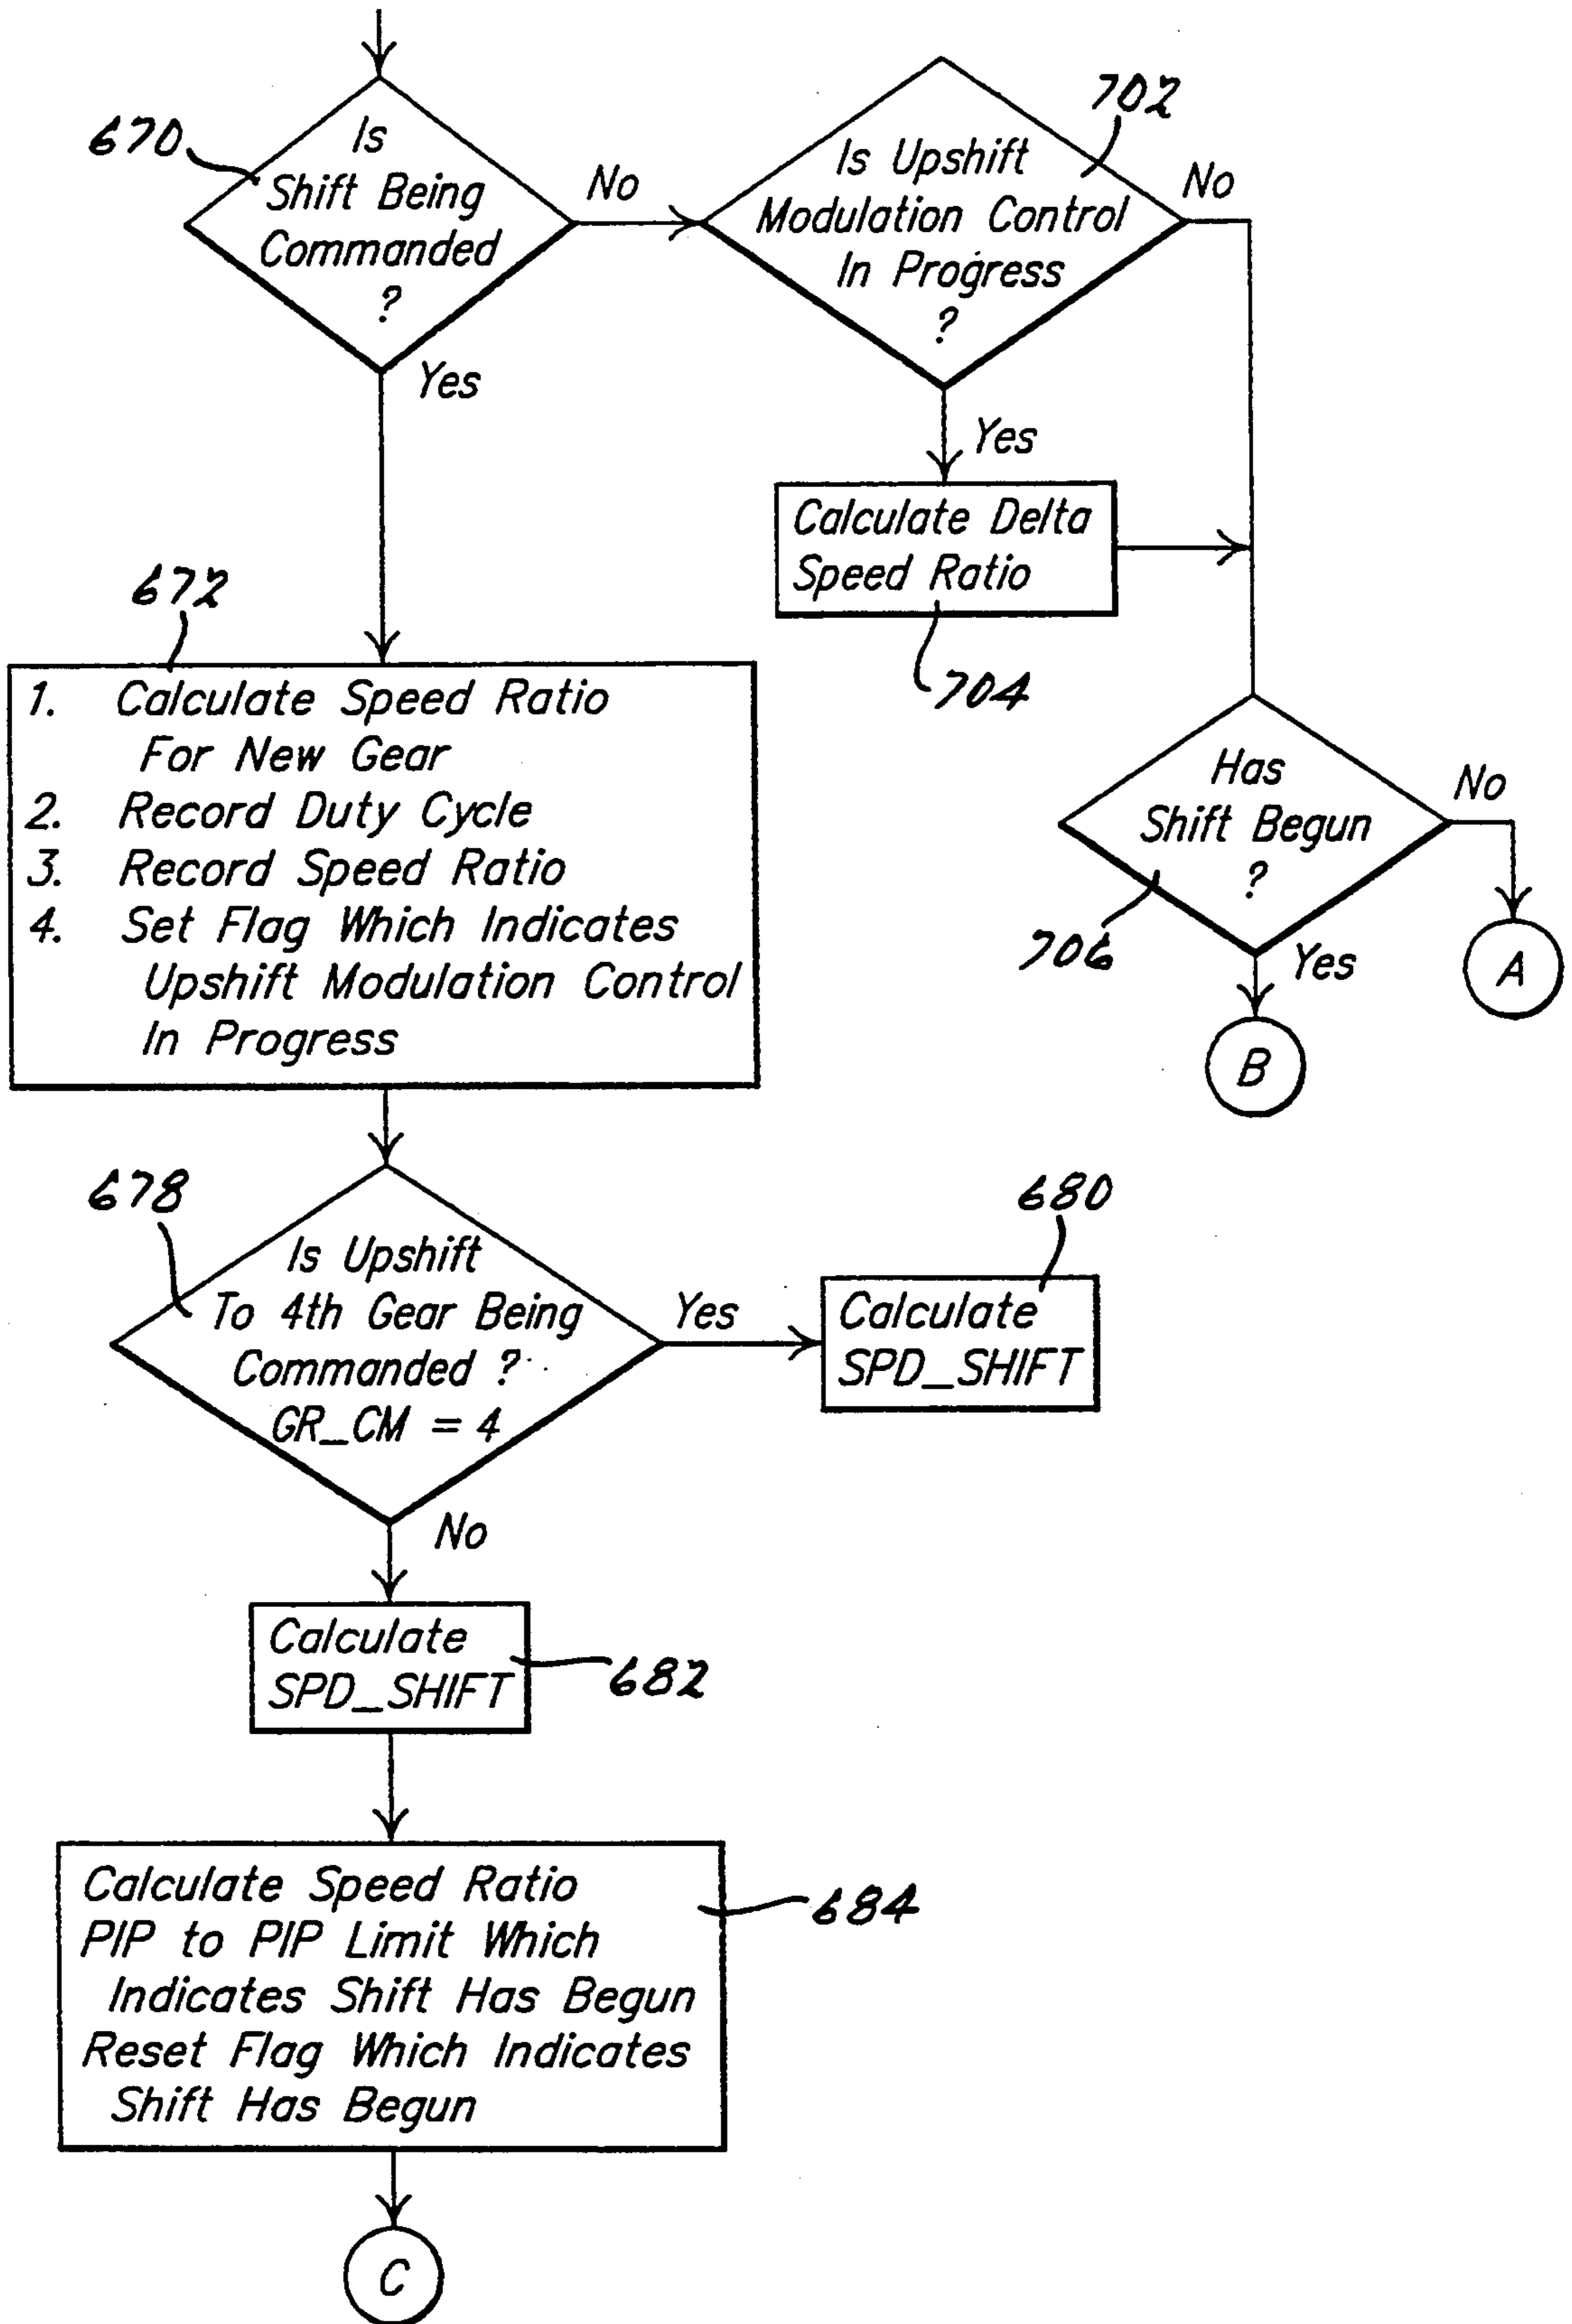 670
Is
Shift Being
Commanded
?
No
Yes
702
Is Upshift
Modulation Control
In Progress
?
No
Yes
Calculate Delta
Speed Ratio
704
672
1. Calculate Speed Ratio
For New Gear
2. Record Duty Cycle
3. Record Speed Ratio
4. Set Flag Which Indicates
Upshift Modulation Control
In Progress
Has
Shift Begun
?
706
No
A
Yes
B
678
Is Upshift
To 4th Gear Being
Commanded ?
GR_CM = 4
Yes
680
Calculate
SPD_SHIFT
No
Calculate
SPD_SHIFT
682
Calculate Speed Ratio
PIP to PIP Limit Which
Indicates Shift Has Begun
Reset Flag Which Indicates
Shift Has Begun
684
C